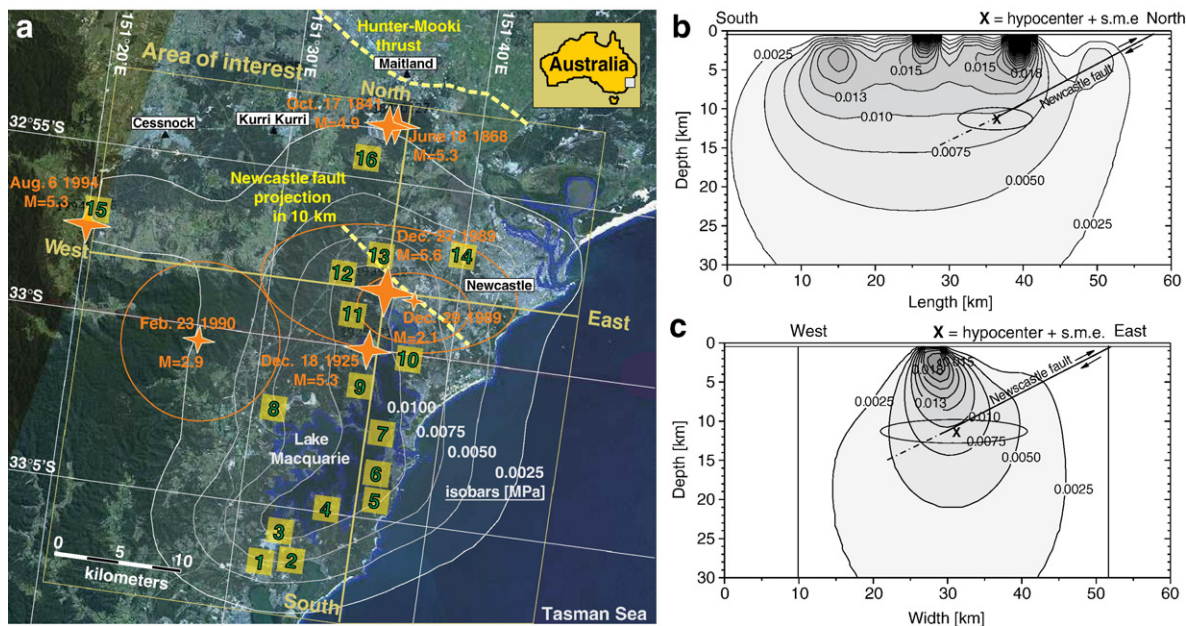 a
151°20'E
151°30'E
151°40'E
Hunter-Mooki
thrust
Maitland
Australia
Area of interest
North
Oct. 17 1841
M=4.9
Cessnock
Kurri Kurri
32°55'S
June 18 1868
M=5.3
16
Aug. 6 1994
M=5.3
15
Newcastle fault
projection
in 10 km
West
Dec. 27 1989
M=5.6
13
14
12
Newcastle
33°S
11
Dec. 29 1989
M=2.1
East
Feb. 23 1990
M=2.9
Dec. 18 1925
M=5.3
10
9
8
0.0100
0.0075
0.0050
0.0025
isobars [MPa]
7
Lake
Macquarie
33°5'S
6
5
4
3
1
2
0
5
10
kilometers
South
Tasman Sea
b
South
X = hypocenter + s.m.e
North
0
5
10
15
20
25
30
Depth [km]
0.0025
0.015
0.015
0.018
0.013
0.010
0.0075
0.0050
0.0025
Newcastle fault
X
0
10
20
30
40
50
60
Length [km]
c
West
X = hypocenter + s.m.e.
East
0
5
10
15
20
25
30
Depth [km]
0.0025
0.015
0.018
0.013
0.010
0.0075
0.0050
0.0025
Newscastle fault
X
0
10
20
30
40
50
60
Width [km]